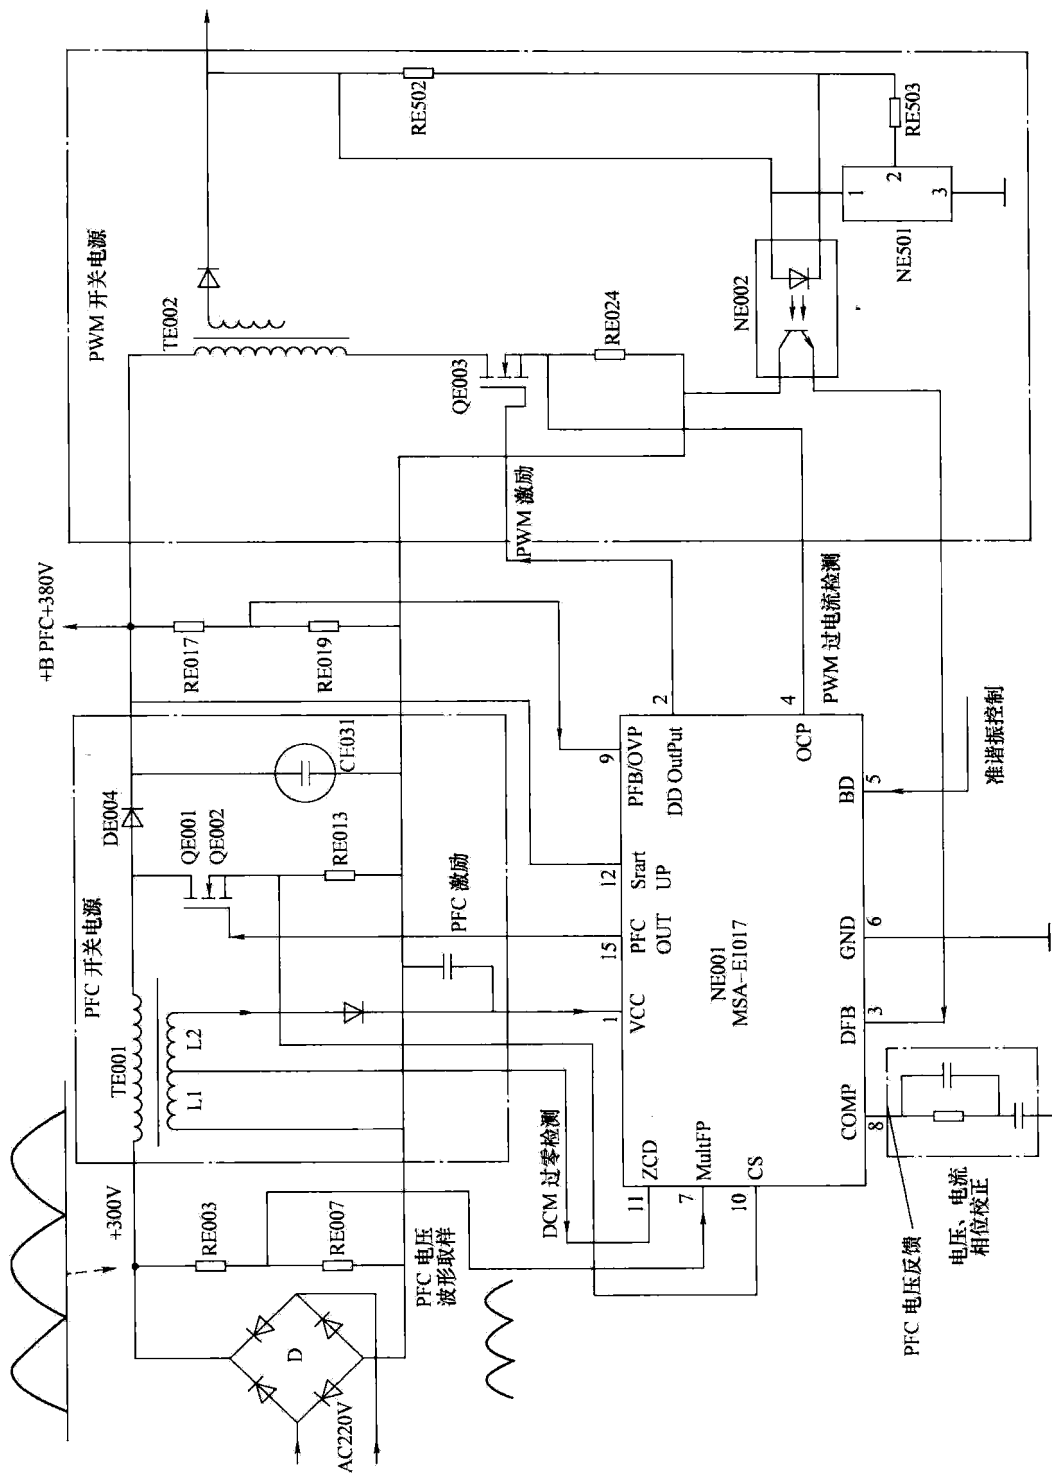 +B PFC+380V
PWM 开关电源
TE002
RE502
RE503
1
2
3
NE501
NE002
QE003
RE024
PWM 激励
PWM 过电流检测
PFC 开关电源
TE001
L1
L2
DE004
QE001
QE002
CE031
RE013
RE017
RE019
PFC 激励
+300V
RE003
RE007
PFC 电压
波形取样
D
AC220V
DCM 过零检测
11
ZCD
7
MultFP
10
CS
1
VCC
15
PFC
OUT
12
Srart
UP
9
PFB/OVP
2
DD OutPut
4
OCP
NE001
MSA-E1017
8
COMP
3
DFB
6
GND
5
BD
准谐振控制
PFC 电压反馈
电压、电流
相位校正